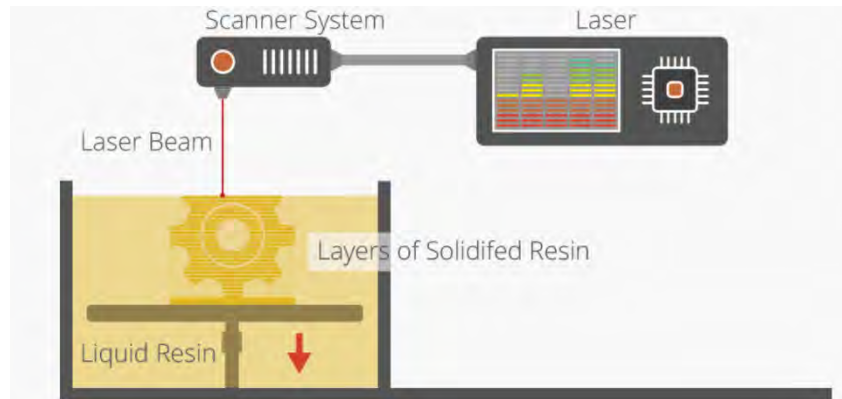 Scanner System
Laser
Laser Beam
Layers of Solidifed Resin
Liquid Resin